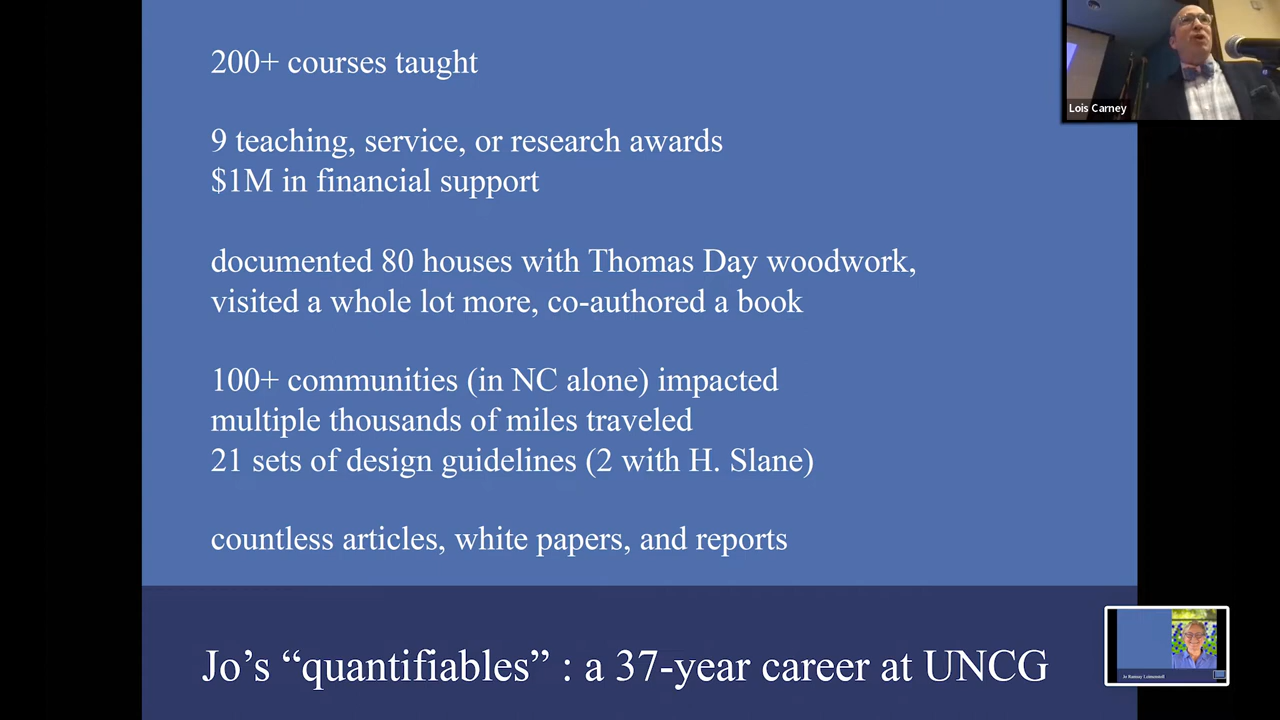 200+ courses taught
9 teaching, service, or research awards
$1M in financial support
documented 80 houses with Thomas Day woodwork,
visited a whole lot more, co-authored a book
100+ communities (in NC alone) impacted
multiple thousands of miles traveled
21 sets of design guidelines (2 with H. Slane)
countless articles, white papers, and reports
Jo’s “quantifiables” : a 37-year career at UNCG
Lois Carney
Jo Ramsay Leimenstoll